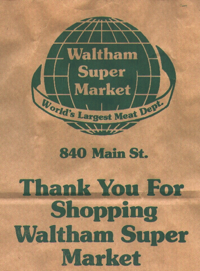 Waltham
Super
Market
World's Largest Meat Dept.
840 Main St.
Thank You For
Shopping
Waltham Super
Market